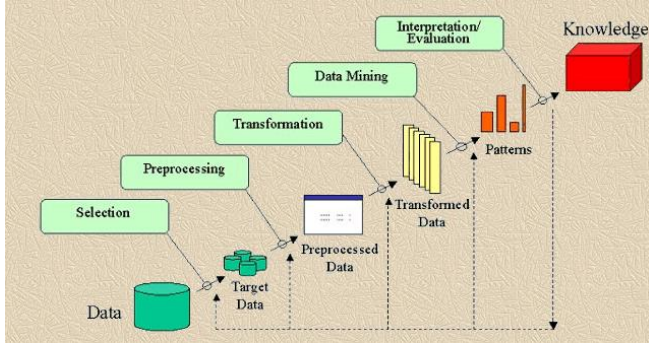 Interpretation/
Evaluation
Knowledge
Data Mining
Transformation
Patterns
Preprocessing
Transformed
Data
Selection
Preprocessed
Data
Target
Data
Data